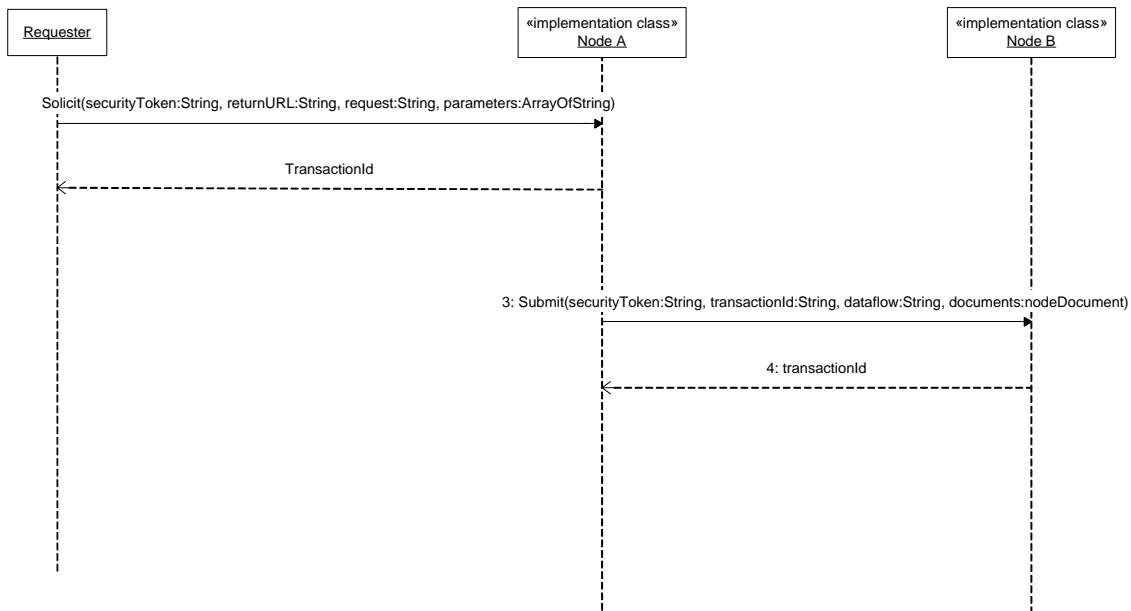 Requester
«implementation class»
Node A
«implementation class»
Node B
Solicit(securityToken:String, returnURL:String, request:String, parameters:ArrayOfString)
TransactionId
3: Submit(securityToken:String, transactionId:String, dataflow:String, documents:nodeDocument)
4: transactionId